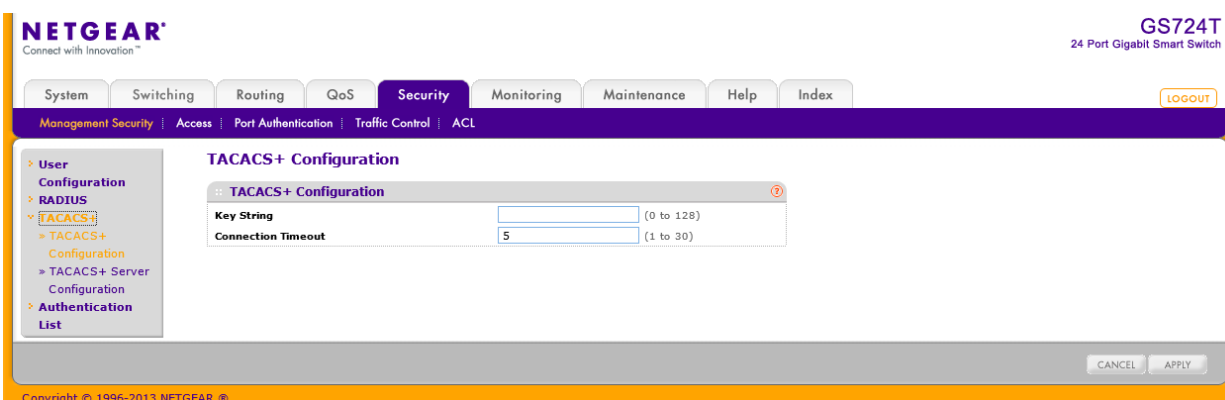 NETGEAR®
Connect with Innovation™
GS724T
24 Port Gigabit Smart Switch
System Switching Routing QoS Security Monitoring Maintenance Help Index
LOGOUT
Management Security Access Port Authentication Traffic Control ACL
User
Configuration
RADIUS
TACACS+
TACACS+
Configuration
TACACS+ Server
Configuration
Authentication
List
TACACS+ Configuration
TACACS+ Configuration ?
Key String (0 to 128)
Connection Timeout 5 (1 to 30)
CANCEL APPLY
Copyright © 1996-2013 NETGEAR ®